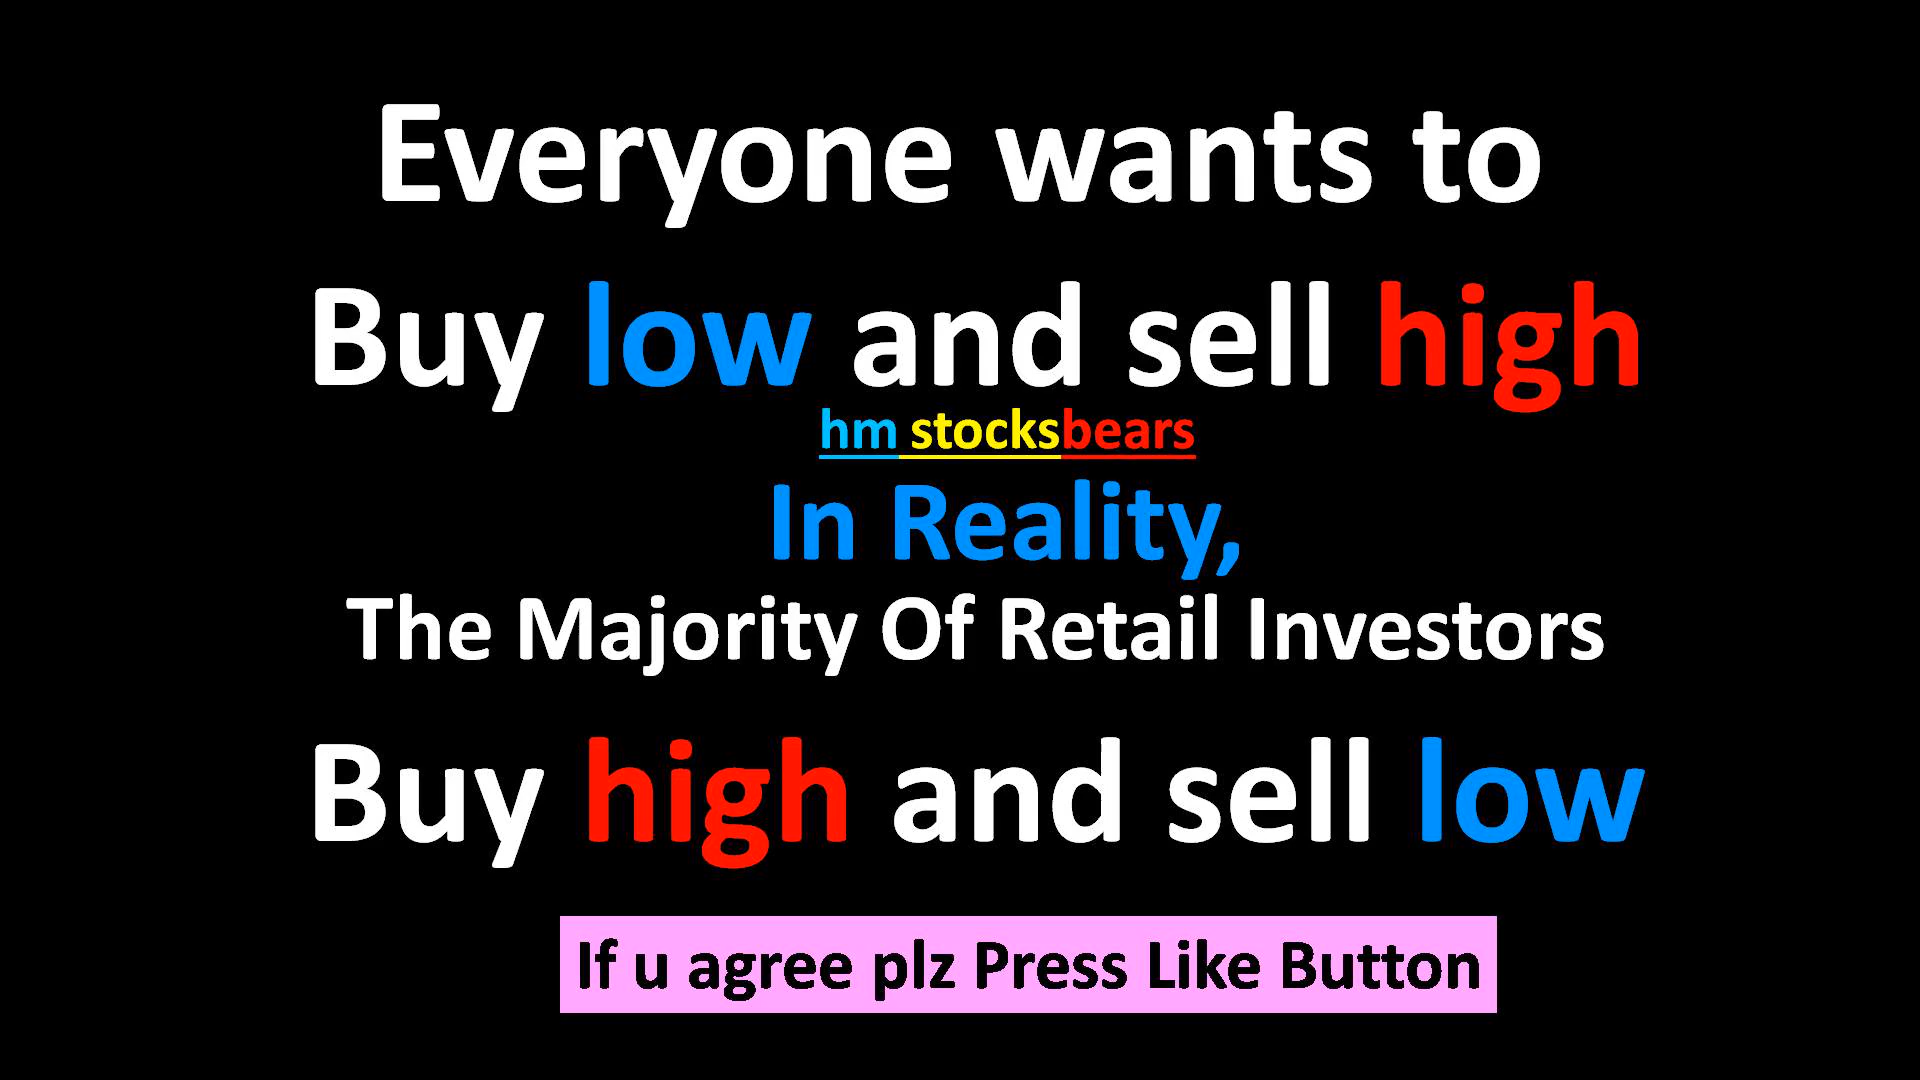 Everyone wants to
Buy low and sell high
hm stocksbears
In Reality,
The Majority Of Retail Investors
Buy high and sell low
If u agree plz Press Like Button